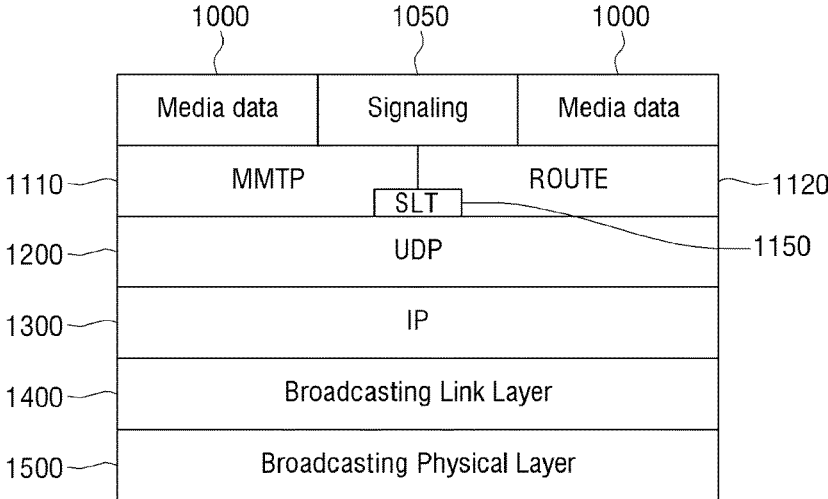 1000 1050 1000
Media data Signaling Media data
1110 MMTP ROUTE 1120
SLT
1200 UDP 1150
1300 IP
1400 Broadcasting Link Layer
1500 Broadcasting Physical Layer